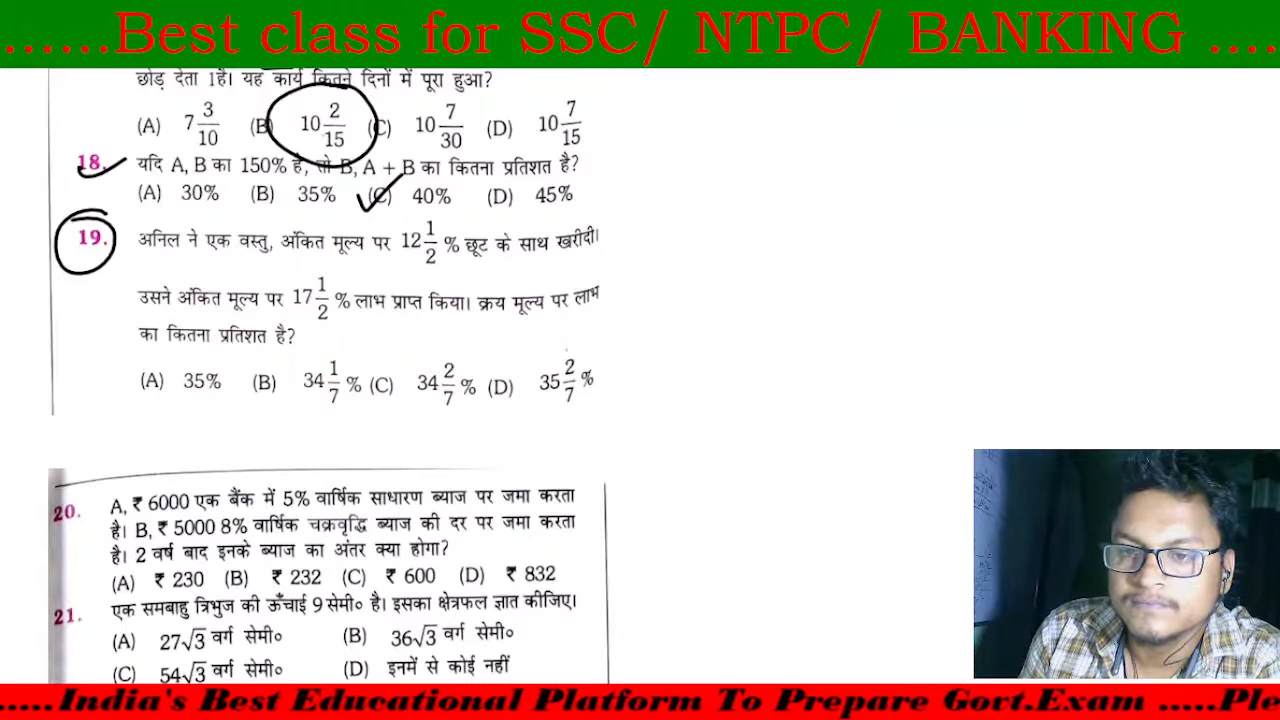 ......Best class for SSC/ NTPC/ BANKING ....
छोड़ देता 1है। यह कार्य कितने दिनों में पूरा हुआ?
(A) 7 3/10 (B) 10 2/15 (C) 10 7/30 (D) 10 7/15
18. यदि A, B का 150% है, तो B, A + B का कितना प्रतिशत है?
(A) 30% (B) 35% (C) 40% (D) 45%
19. अनिल ने एक वस्तु, अंकित मूल्य पर 12 1/2 % छूट के साथ खरीदी।
उसने अंकित मूल्य पर 17 1/2 % लाभ प्राप्त किया। क्रय मूल्य पर लाभ
का कितना प्रतिशत है?
(A) 35% (B) 34 1/7 % (C) 34 2/7 % (D) 35 2/7 %
20. A, ₹ 6000 एक बैंक में 5% वार्षिक साधारण ब्याज पर जमा करता
है। B, ₹ 5000 8% वार्षिक चक्रवृद्धि ब्याज की दर पर जमा करता
है। 2 वर्ष बाद इनके ब्याज का अंतर क्या होगा?
(A) ₹ 230 (B) ₹ 232 (C) ₹ 600 (D) ₹ 832
21. एक समबाहु त्रिभुज की ऊँचाई 9 सेमी० है। इसका क्षेत्रफल ज्ञात कीजिए।
(A) 27√3 वर्ग सेमी० (B) 36√3 वर्ग सेमी०
(C) 54√3 वर्ग सेमी० (D) इनमें से कोई नहीं
.....India's Best Educational Platform To Prepare Govt.Exam .....Ple